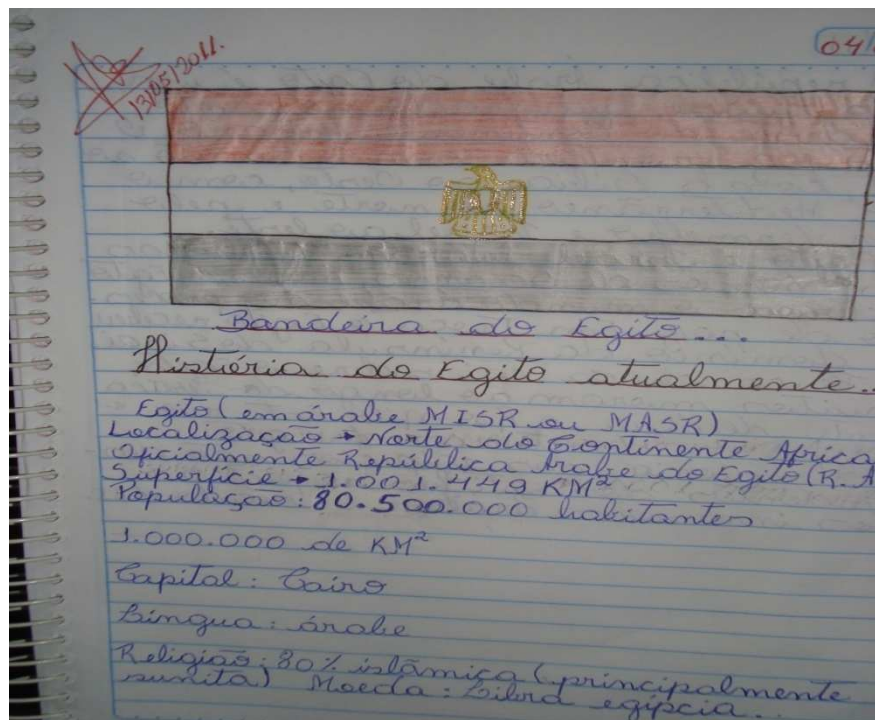 04
13/05/2011.
Bandeira do Egito...
História do Egito atualmente..
Egito (em árabe MISR ou MASR)
Localização → Norte do Continente Africa
Oficialmente República Árabe do Egito (R. A
Superfície → 1.001.449 KM²
População: 80.500.000 habitantes
1.000.000 de KM²
Capital: Cairo
Língua: árabe
Religião: 80% islâmica (principalmente
sunita) Moeda: Libra egípcia...